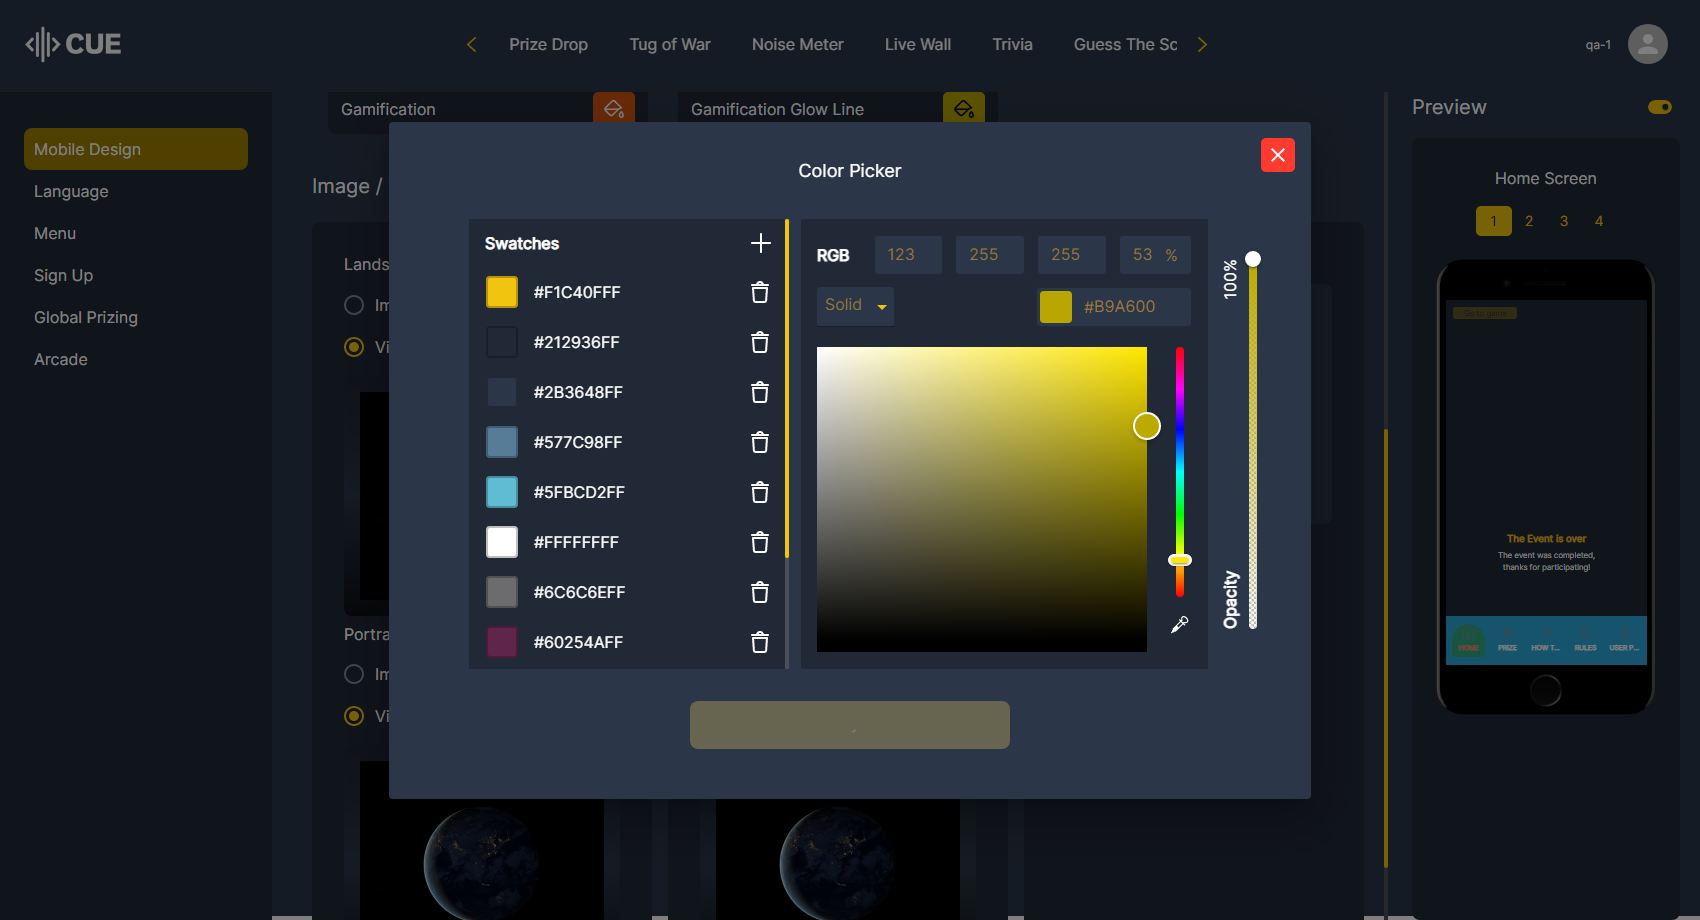 CUE
Prize Drop
Tug of War
Noise Meter
Live Wall
Trivia
Guess The Sc
qa-1
Mobile Design
Language
Menu
Sign Up
Global Prizing
Arcade
Gamification
Gamification Glow Line
Image /
Lands
Im
Vi
Portra
Im
Vi
Color Picker
Swatches
#F1C40FFF
#212936FF
#2B3648FF
#577C98FF
#5FBCD2FF
#FFFFFFFF
#6C6C6EFF
#60254AFF
RGB
123
255
255
53 %
Solid
#B9A600
100%
Opacity
Preview
Home Screen
1 2 3 4
Go to game
The Event is over
The event was completed,
thanks for participating!
HOME
PRIZE
HOW T...
RULES
USER P...